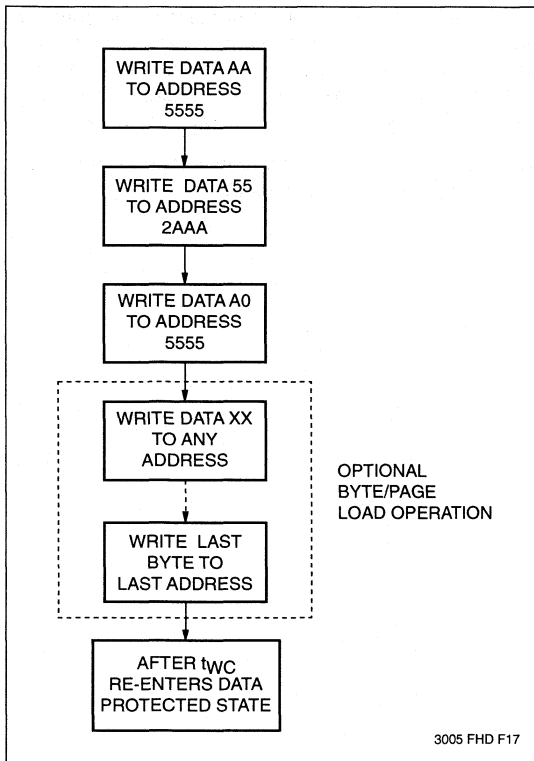 WRITE DATA AA
TO ADDRESS
5555
WRITE DATA 55
TO ADDRESS
2AAA
WRITE DATA A0
TO ADDRESS
5555
WRITE DATA XX
TO ANY
ADDRESS
OPTIONAL
BYTE/PAGE
LOAD OPERATION
WRITE LAST
BYTE TO
LAST ADDRESS
AFTER tWC
RE-ENTERS DATA
PROTECTED STATE
3005 FHD F17